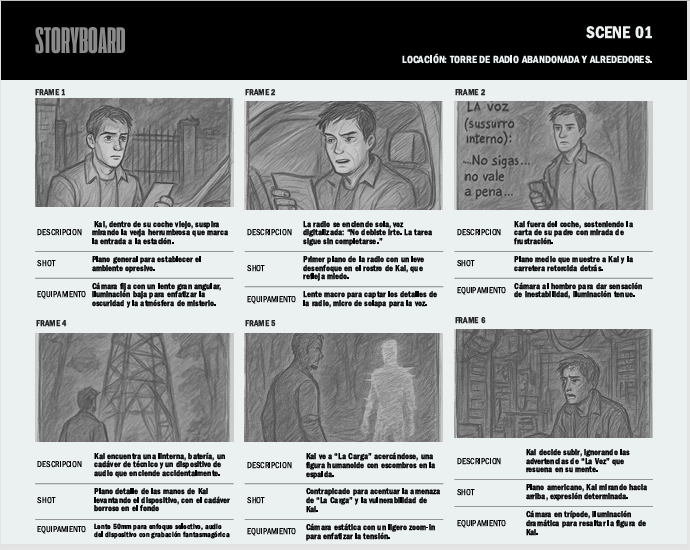 STORYBOARD
SCENE 01
LOCACIÓN: TORRE DE RADIO ABANDONADA Y ALREDEDORES.
FRAME 1
DESCRIPCION
Kai, dentro de su coche viejo, suspira
mirando la verja herrumbosa que marca
la entrada a la estación.
SHOT
Plano general para establecer el
ambiente opresivo.
EQUIPAMIENTO
Cámara fija con lente gran angular,
iluminación baja para enfatizar la
oscuridad y la atmósfera de misterio.
FRAME 2
DESCRIPCION
La radio se enciende sola, voz
digitalizada: "No debiste irte. La tarea
sigue sin completarse."
SHOT
Primer plano de la radio con un leve
desenfoque en el rostro de Kai, que
refleja miedo.
EQUIPAMIENTO
Lente macro para captar los detalles de
la radio, micro de solapa para la voz.
FRAME 2
LA VOZ
(sussurro
interno):
...No sigas...
no vale
a pena...
DESCRIPCION
Kai fuera del coche, sosteniendo la
carta de su padre con mirada de
frustración.
SHOT
Plano medio que muestre a Kai y la
carretera retorcida detrás.
EQUIPAMIENTO
Cámara al hombro para dar sensación
de inestabilidad, iluminación tenue.
FRAME 4
DESCRIPCION
Kai encuentra una linterna, batería, un
cadáver de técnico y un dispositivo de
audio que enciende accidentalmente.
SHOT
Plano detalle de las manos de Kai
levantando el dispositivo, con el cadáver
borroso en el fondo
EQUIPAMIENTO
Lente 50mm para enfoque selectivo, audio
del dispositivo con grabación fantasmagórica
FRAME 5
DESCRIPCION
Kai ve a "La Carga" acercándose, una
figura humanoide con escombros en la
espalda.
SHOT
Contrapicado para acentuar la amenaza
de "La Carga" y la vulnerabilidad de
Kai.
EQUIPAMIENTO
Cámara estática con un ligero zoom-in
para enfatizar la tensión.
FRAME 6
DESCRIPCION
Kai decide subir, ignorando las
advertencias de "La Voz" que
resuena en su mente.
SHOT
Plano americano, Kai mirando hacia
arriba, expresión determinada.
EQUIPAMIENTO
Cámara en trípode, iluminación
dramática para resaltar la figura de
Kai.